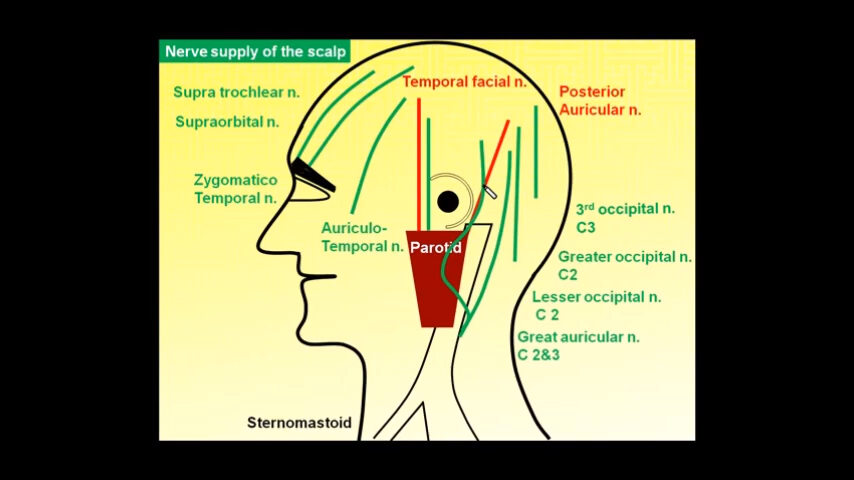 Nerve supply of the scalp
Supra trochlear n.
Temporal facial n.
Posterior
Auricular n.
Supraorbital n.
Zygomatico
Temporal n.
Auriculo-
Temporal n.
Parotid
3rd occipital n.
C3
Greater occipital n.
C2
Lesser occipital n.
C 2
Great auricular n.
C 2&3
Sternomastoid